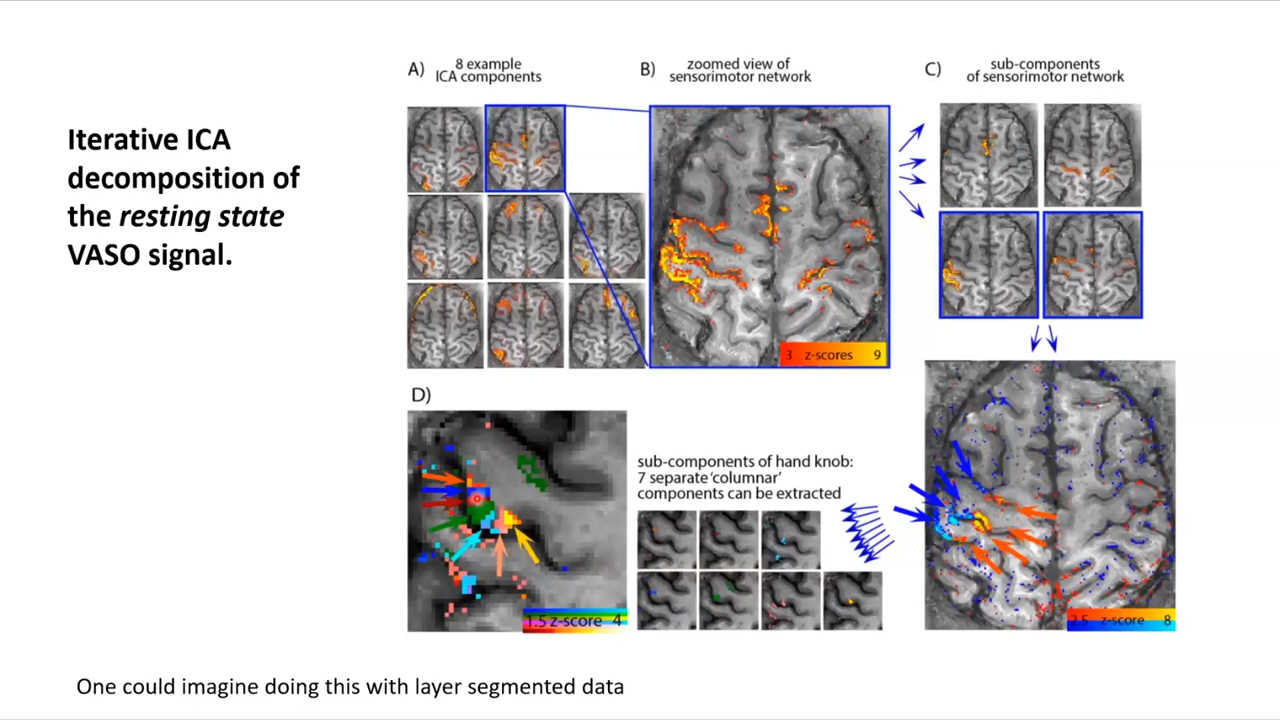 Iterative ICA
decomposition of
the resting state
VASO signal.
A) 8 example
ICA components
B) zoomed view of
sensorimotor network
3 z-scores 9
C) sub-components
of sensorimotor network
D)
1.5 z-score 4
sub-components of hand knob:
7 separate 'columnar'
components can be extracted
2.5 z-score 8
One could imagine doing this with layer segmented data